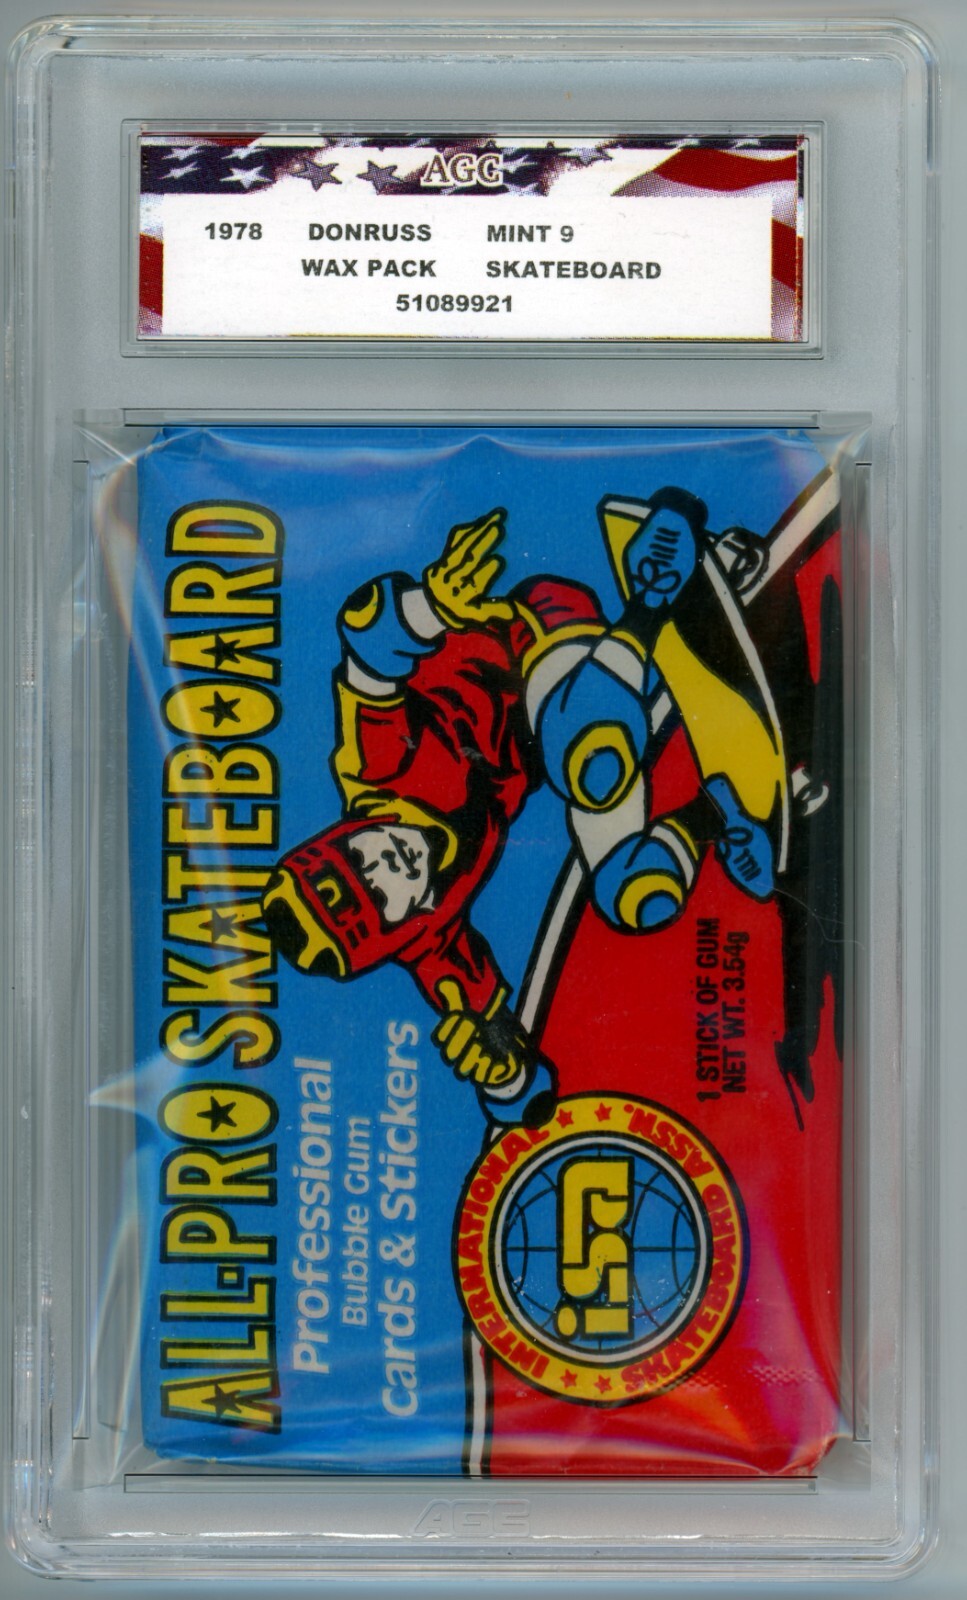 AGC
1978 DONRUSS MINT 9
WAX PACK SKATEBOARD
51089921
ALL-PRO SKATEBOARD
Professional
Bubble Gum
Cards & Stickers
1 STICK OF GUM
NET WT. 3.54g
★ INTERNATIONAL ★
★ SKATEBOARD ASSN. ★
isa
AGC